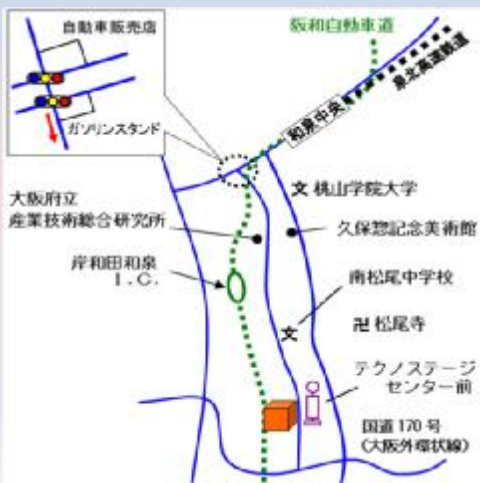 自動車販売店
ガソリンスタンド
阪和自動車道
泉北高速鉄道
和泉中央
文 桃山学院大学
大阪府立
産業技術総合研究所
久保惣記念美術館
岸和田和泉
I.C.
南松尾中学校
文
卍 松尾寺
テクノステージ
センター前
国道170号
(大阪外環状線)